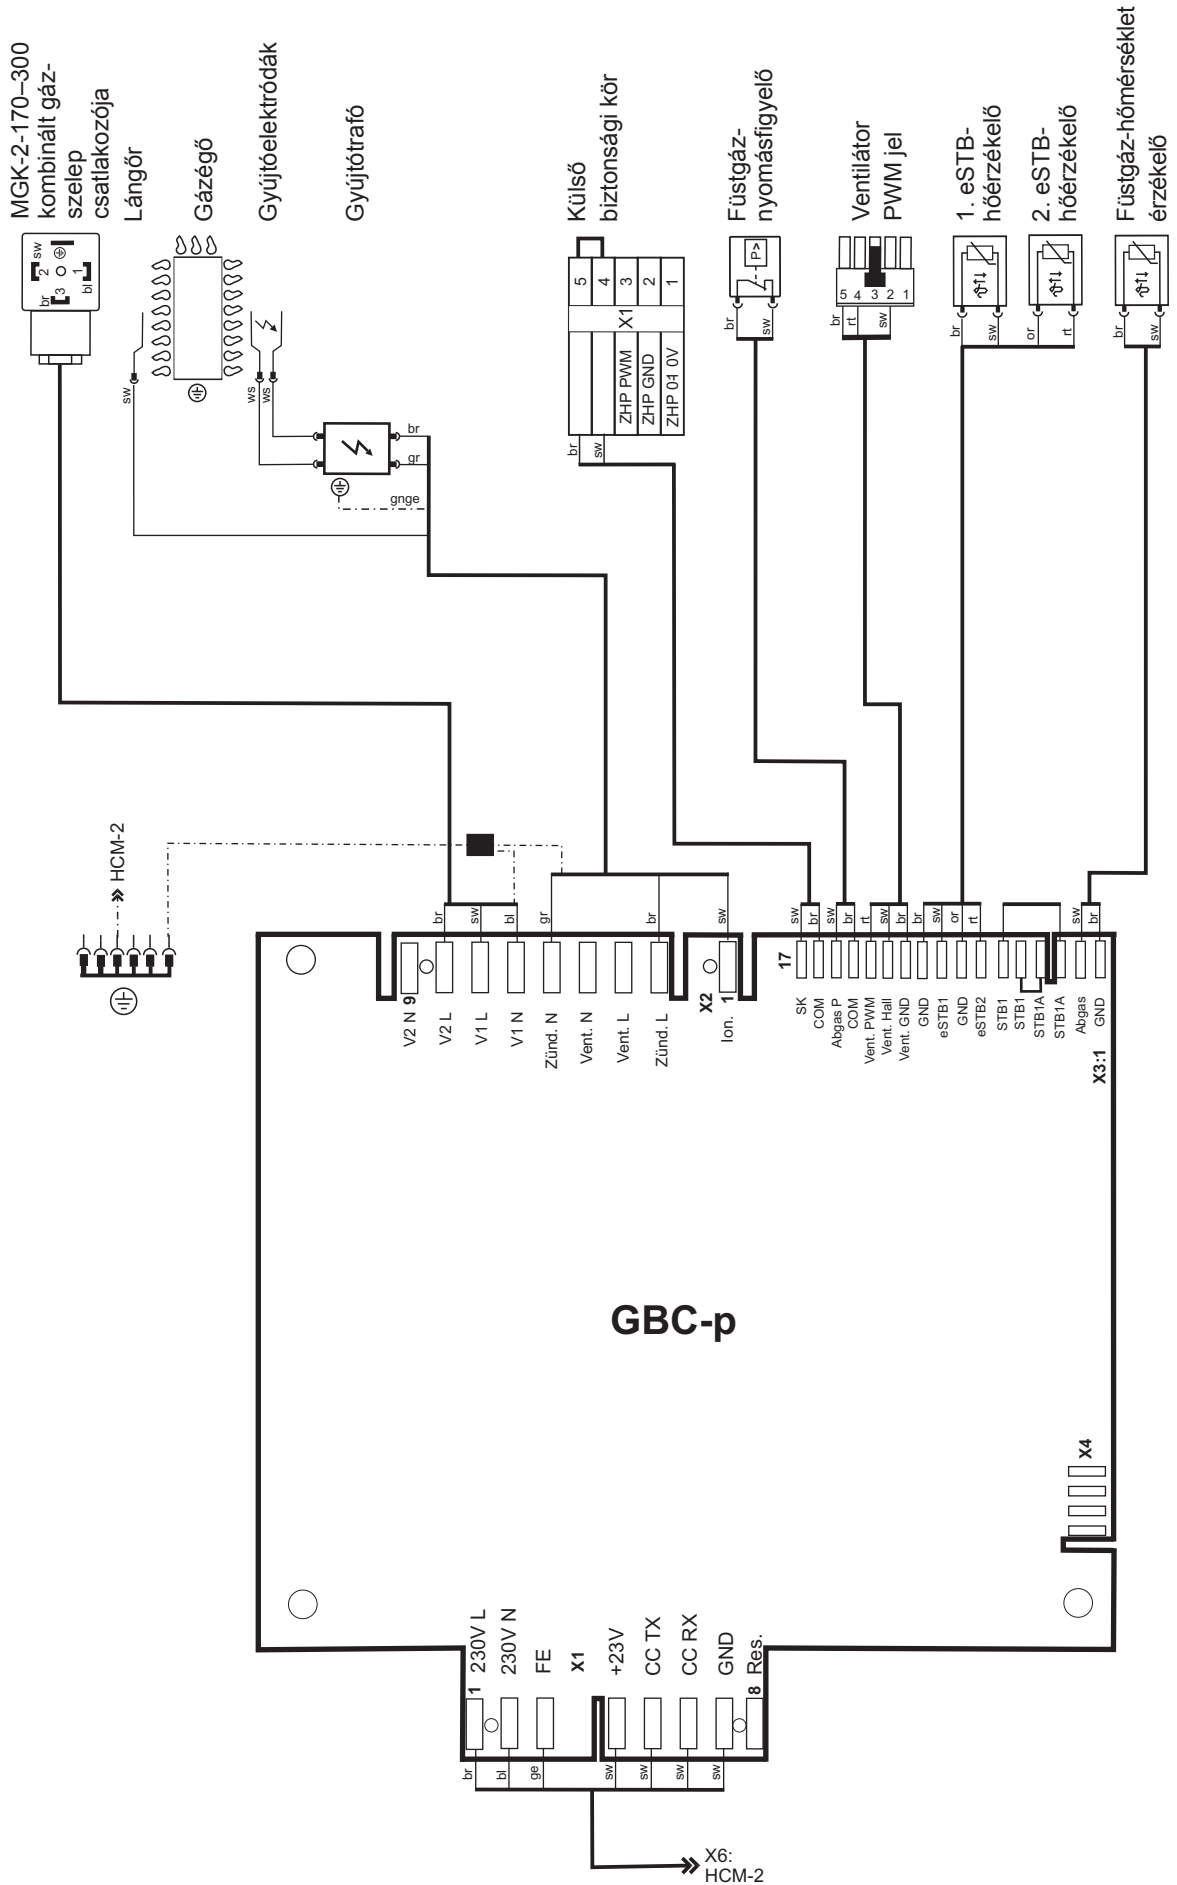 MGK-2-170–300
kombinált gáz-
szelep
csatlakozója
Lángőr
Gázégő
Gyújtóelektródák
Gyújtótrafó
Külső
biztonsági kör
Füstgáz-
nyomásfigyelő
Ventilátor
PWM jel
1. eSTB-
hőérzékelő
2. eSTB-
hőérzékelő
Füstgáz-hőmérséklet
érzékelő
sw
2
br
3
1
bl
sw
ws
ws
br
gr
gnge
5
4
3
2
1
X1
ZHP PWM
ZHP GND
ZHP 01 0V
br
sw
P>
br
sw
5 4 3 2 1
br
rt
sw
br
sw
or
rt
br
sw
HCM-2
br
sw
bl
gr
br
sw
sw
br
sw
br
rt
sw
br
br
sw
or
rt
sw
br
V2 N 9
V2 L
V1 L
V1 N
Zünd. N
Vent. N
Vent. L
Zünd. L
X2
Ion. 1
17
SK
COM
Abgas P
COM
Vent. PWM
Vent. Hall
Vent. GND
GND
eSTB1
GND
eSTB2
STB1
STB1
STB1A
STB1A
Abgas
GND
X3:1
GBC-p
X4
1 230V L
230V N
FE
X1
+23V
CC TX
CC RX
GND
8 Res.
br
bl
ge
sw
sw
sw
sw
X6:
HCM-2